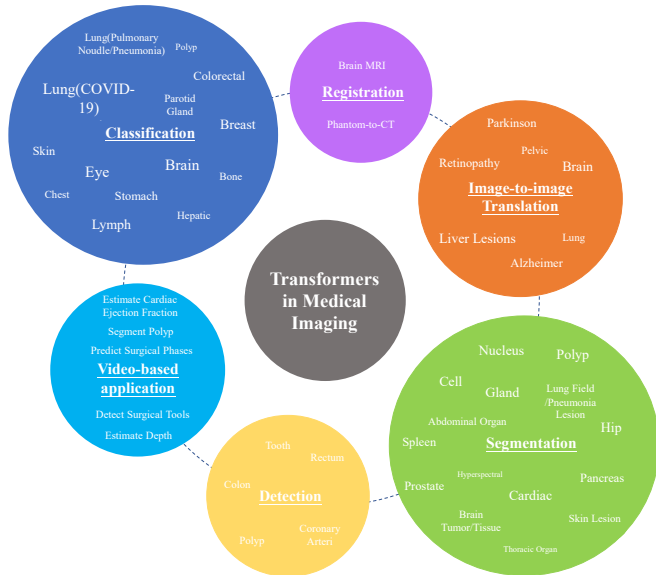 Lung(Pulmonary
Noudle/Pneumonia)
Polyp
Colorectal
Lung(COVID-
19)
Parotid
Gland
Classification
Breast
Skin
Eye
Brain
Bone
Chest
Stomach
Lymph
Hepatic
Brain MRI
Registration
Phantom-to-CT
Parkinson
Pelvic
Retinopathy
Brain
Image-to-image
Translation
Liver Lesions
Lung
Alzheimer
Transformers
in Medical
Imaging
Estimate Cardiac
Ejection Fraction
Segment Polyp
Predict Surgical Phases
Video-based
application
Detect Surgical Tools
Estimate Depth
Nucleus
Polyp
Cell
Gland
Lung Field
/Pneumonia
Lesion
Abdominal Organ
Hip
Spleen
Segmentation
Hyperspectral
Pancreas
Prostate
Cardiac
Brain
Tumor/Tissue
Skin Lesion
Thoracic Organ
Tooth
Rectum
Colon
Detection
Polyp
Coronary
Arteri